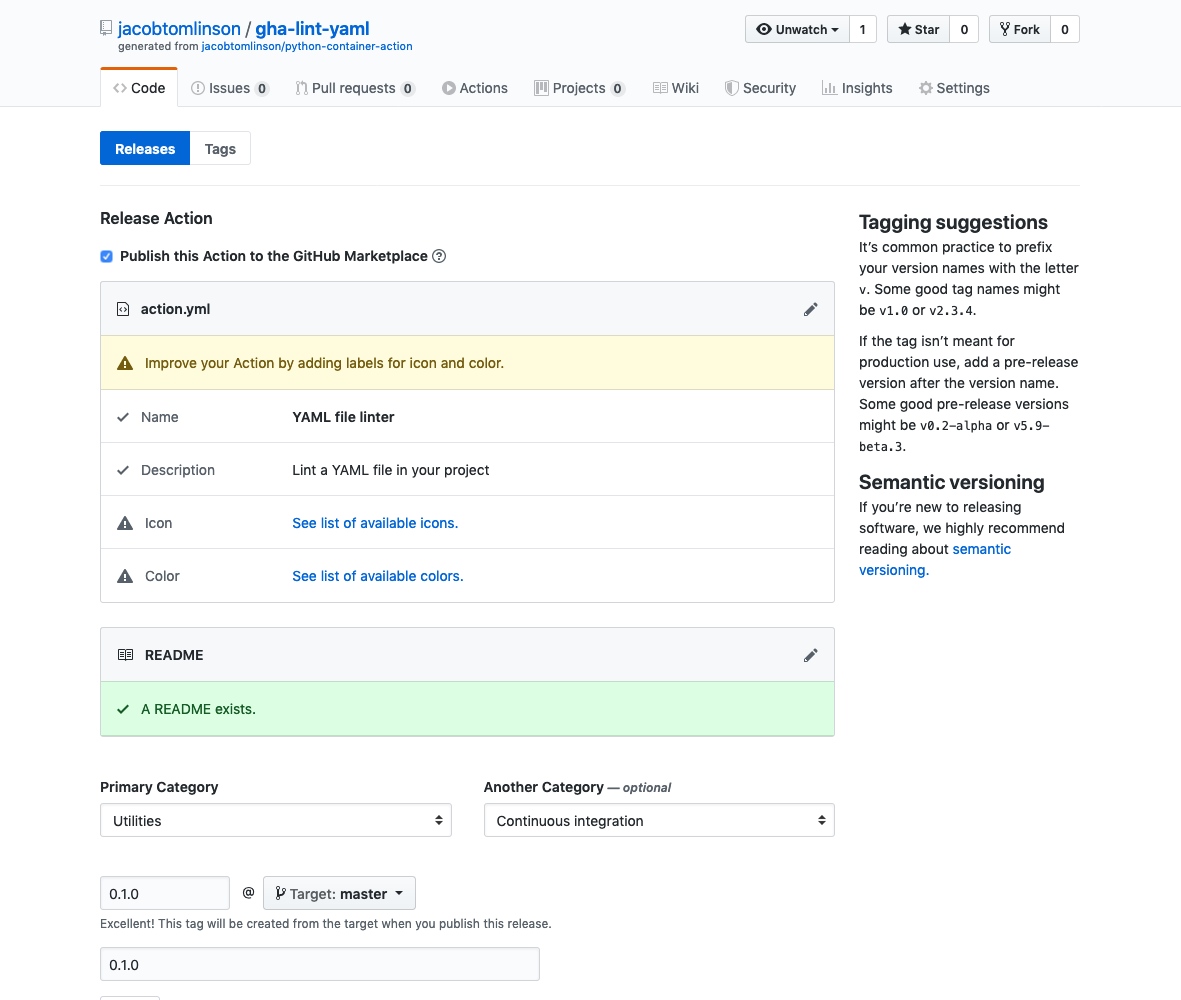 jacobtomlinson / gha-lint-yaml
generated from jacobtomlinson/python-container-action
Unwatch 1
Star 0
Fork 0
Code
Issues 0
Pull requests 0
Actions
Projects 0
Wiki
Security
Insights
Settings
Releases
Tags
Release Action
Publish this Action to the GitHub Marketplace
action.yml
Improve your Action by adding labels for icon and color.
Name YAML file linter
Description Lint a YAML file in your project
Icon See list of available icons.
Color See list of available colors.
README
A README exists.
Primary Category
Utilities
Another Category — optional
Continuous integration
0.1.0 @ Target: master
Excellent! This tag will be created from the target when you publish this release.
0.1.0
Tagging suggestions
It’s common practice to prefix
your version names with the letter
v. Some good tag names might
be v1.0 or v2.3.4.
If the tag isn’t meant for
production use, add a pre-release
version after the version name.
Some good pre-release versions
might be v0.2-alpha or v5.9-
beta.3.
Semantic versioning
If you’re new to releasing
software, we highly recommend
reading about semantic
versioning.